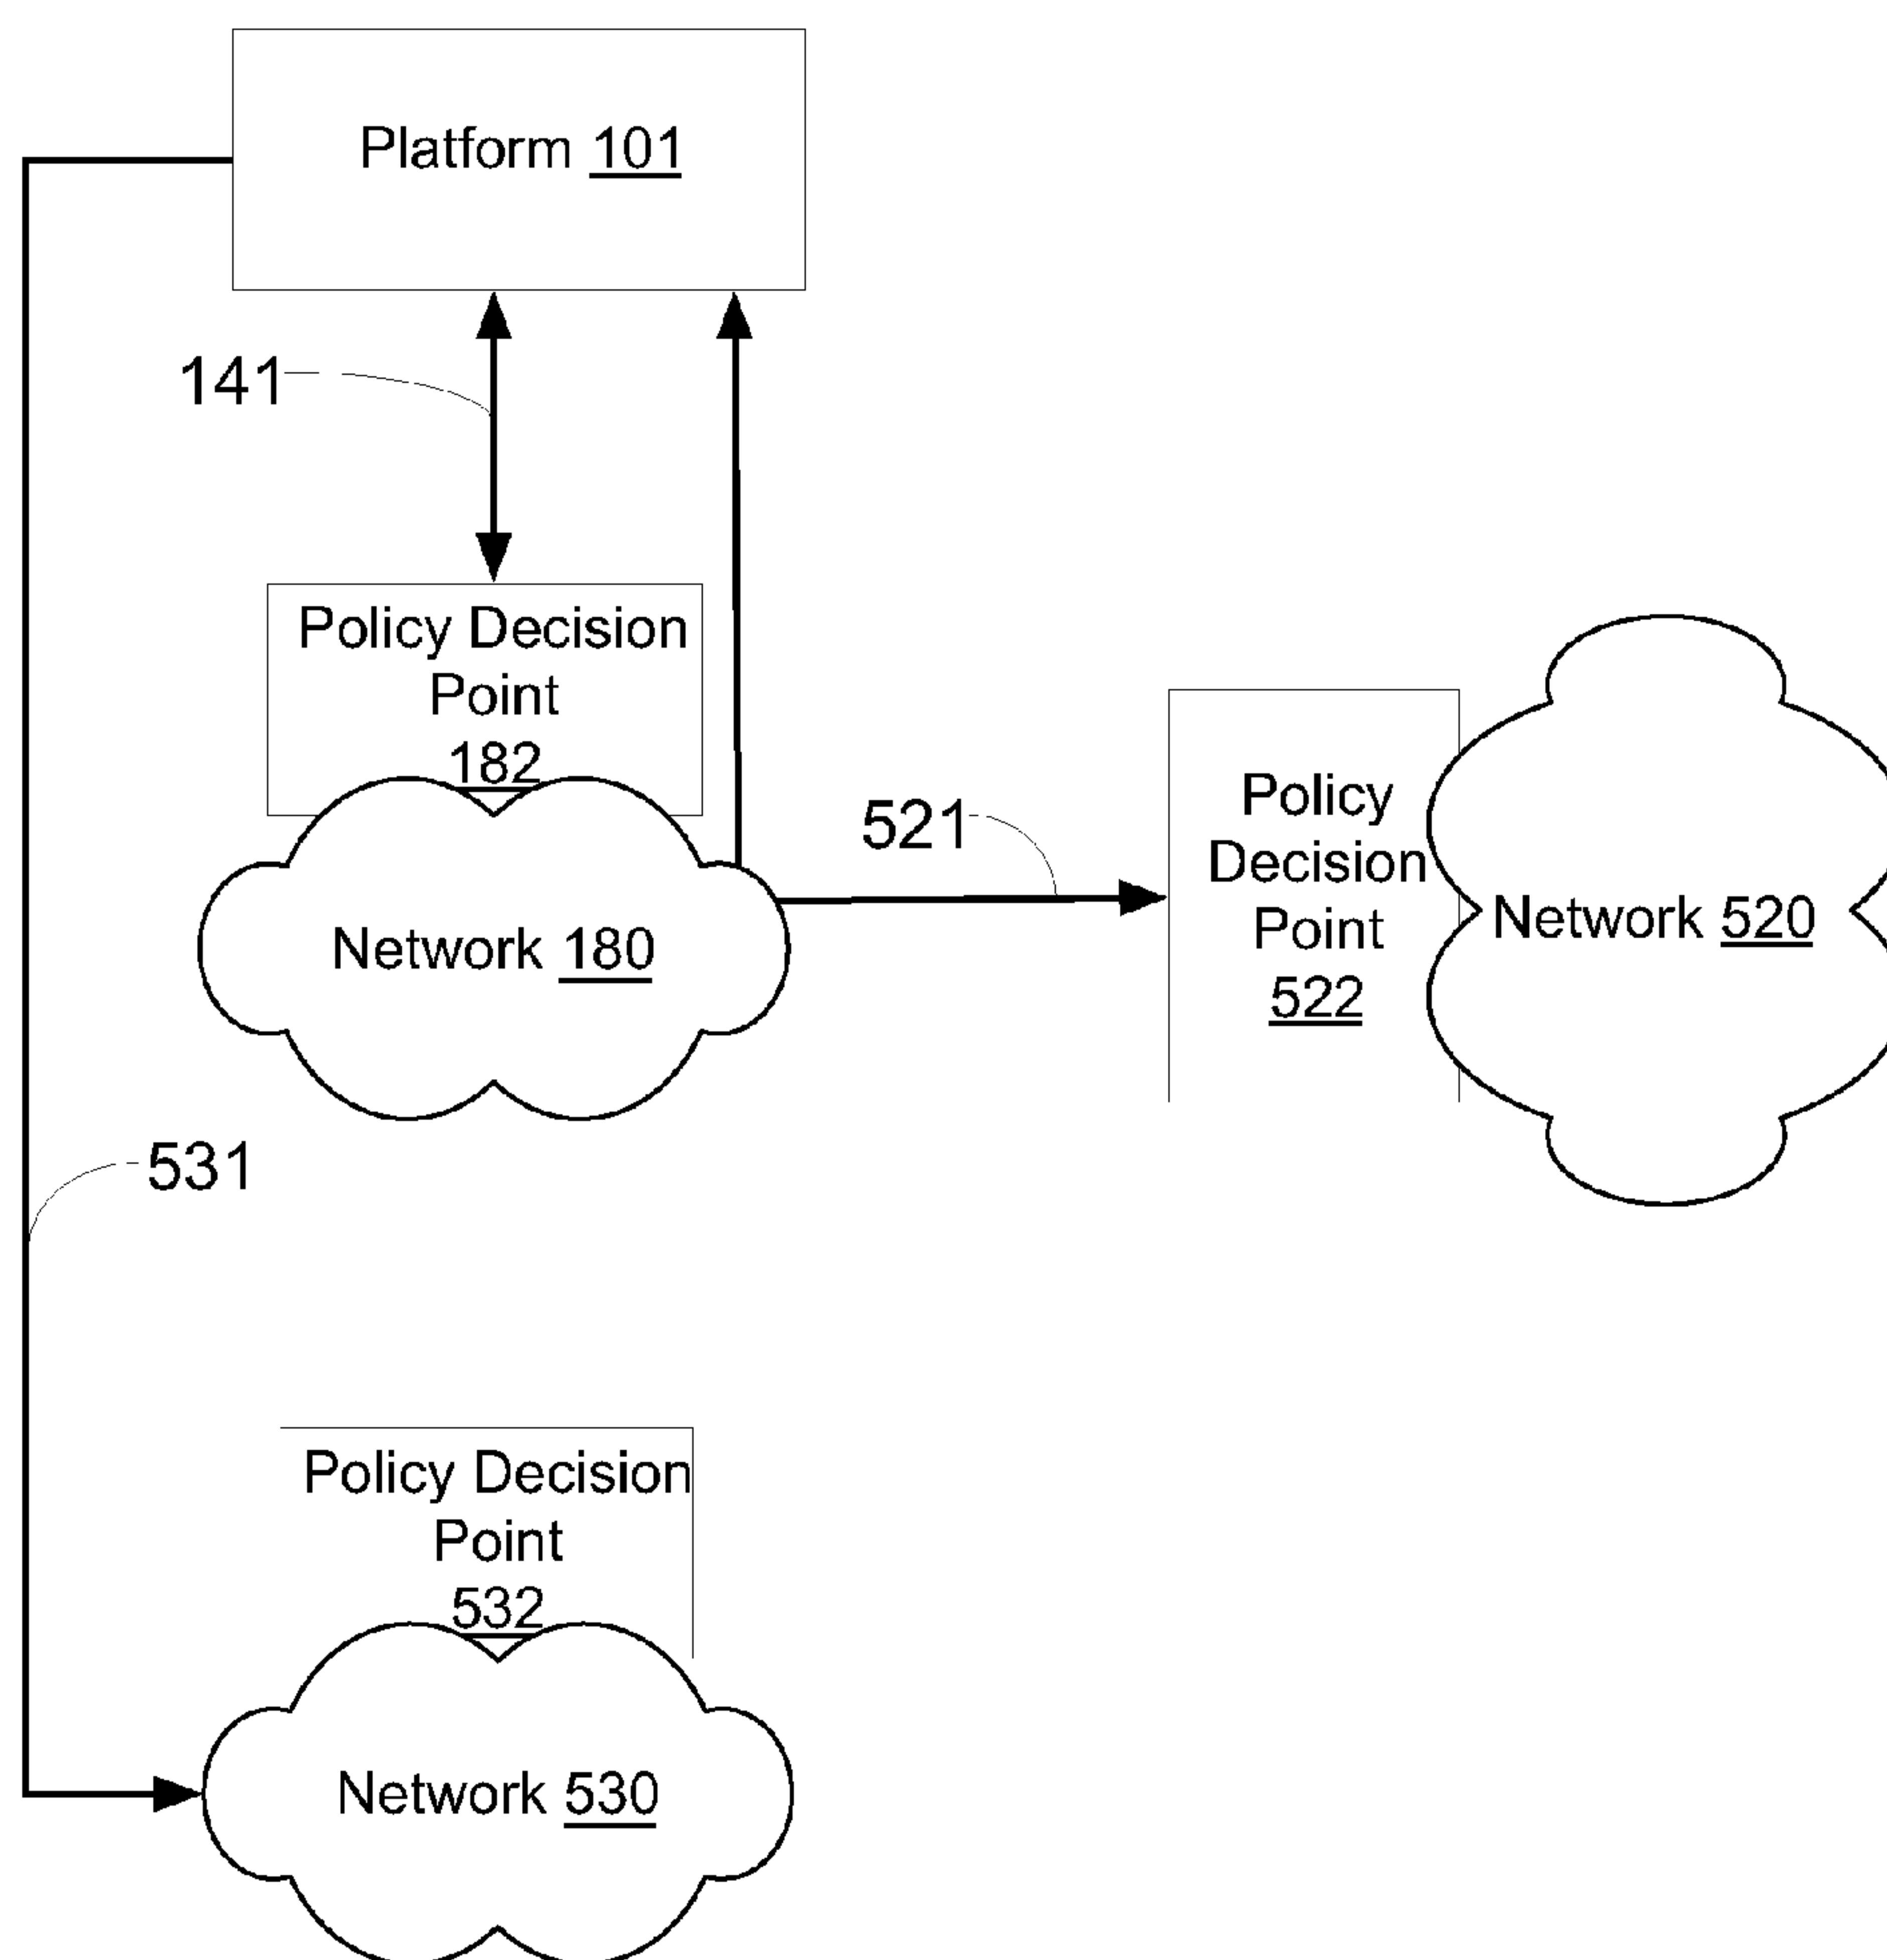 Platform 101
141
Policy Decision
Point
182
521
Policy
Decision
Point
522
Network 180
Network 520
531
Policy Decision
Point
532
Network 530